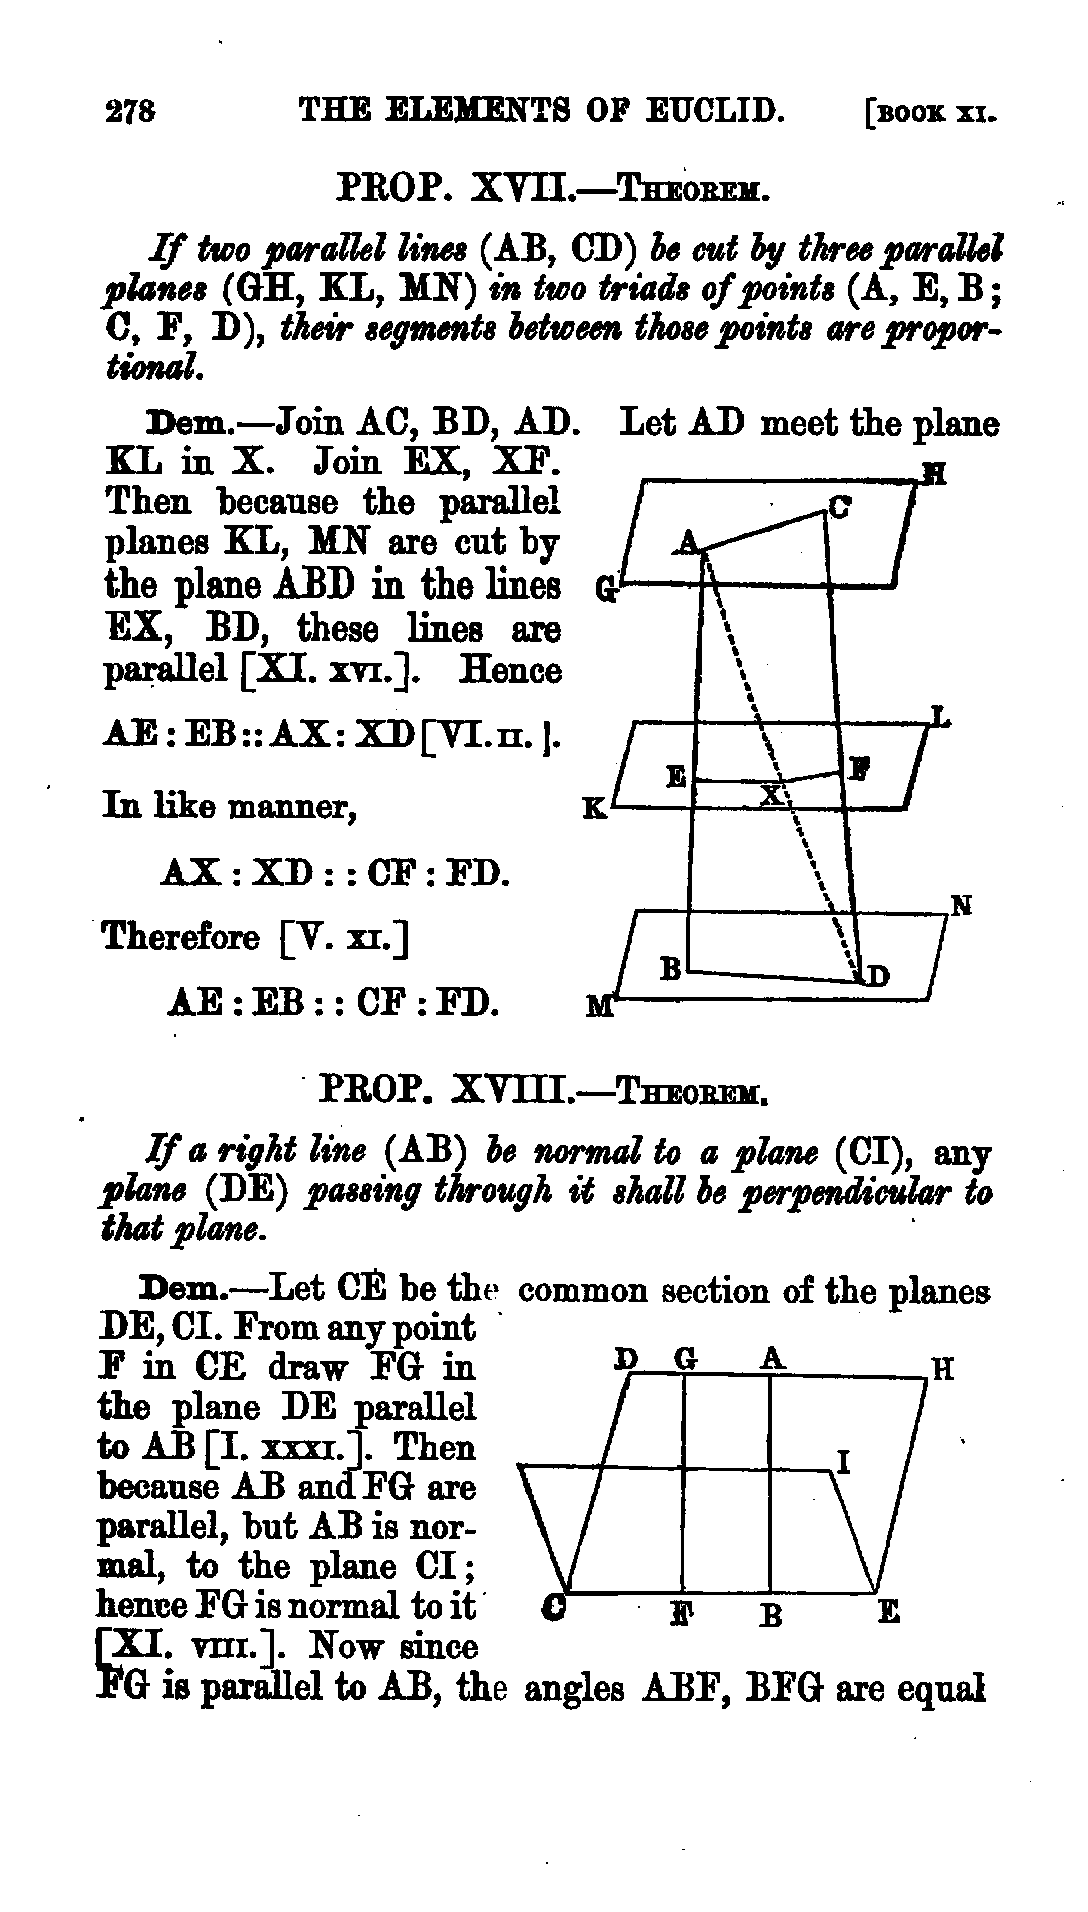 278 THE ELEMENTS OF EUCLID. [BOOK XI.
PROP. XVII.—THEOREM.
If two parallel lines (AB, CD) be cut by three parallel
planes (GH, KL, MN) in two triads of points (A, E, B;
C, F, D), their segments between those points are propor-
tional.
Dem.—Join AC, BD, AD. Let AD meet the plane
KL in X. Join EX, XF.
Then because the parallel
planes KL, MN are cut by
the plane ABD in the lines
EX, BD, these lines are
parallel [XI. XVI.]. Hence
AE : EB :: AX : XD [VI. II. ].
In like manner,
AX : XD : : CF : FD.
Therefore [V. XI.]
AE : EB : : CF : FD.
H
C
A
G
L
E
F
X
K
N
B
D
M
PROP. XVIII.—THEOREM.
If a right line (AB) be normal to a plane (CI), any
plane (DE) passing through it shall be perpendicular to
that plane.
Dem.—Let CE be the common section of the planes
DE, CI. From any point
F in CE draw FG in
the plane DE parallel
to AB [I. XXXI.]. Then
because AB and FG are
parallel, but AB is nor-
mal, to the plane CI;
hence FG is normal to it
[XI. VIII.]. Now since
FG is parallel to AB, the angles ABF, BFG are equal
D G A H
I
C F B E